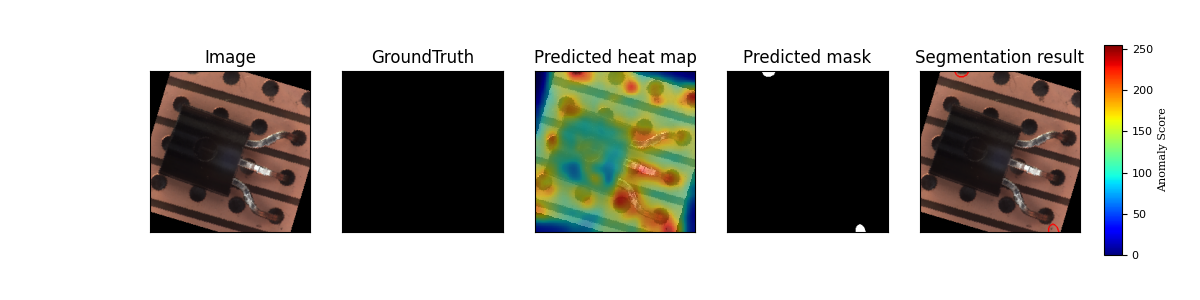 Image
GroundTruth
Predicted heat map
Predicted mask
Segmentation result
250
200
150
100
50
0
Anomaly Score